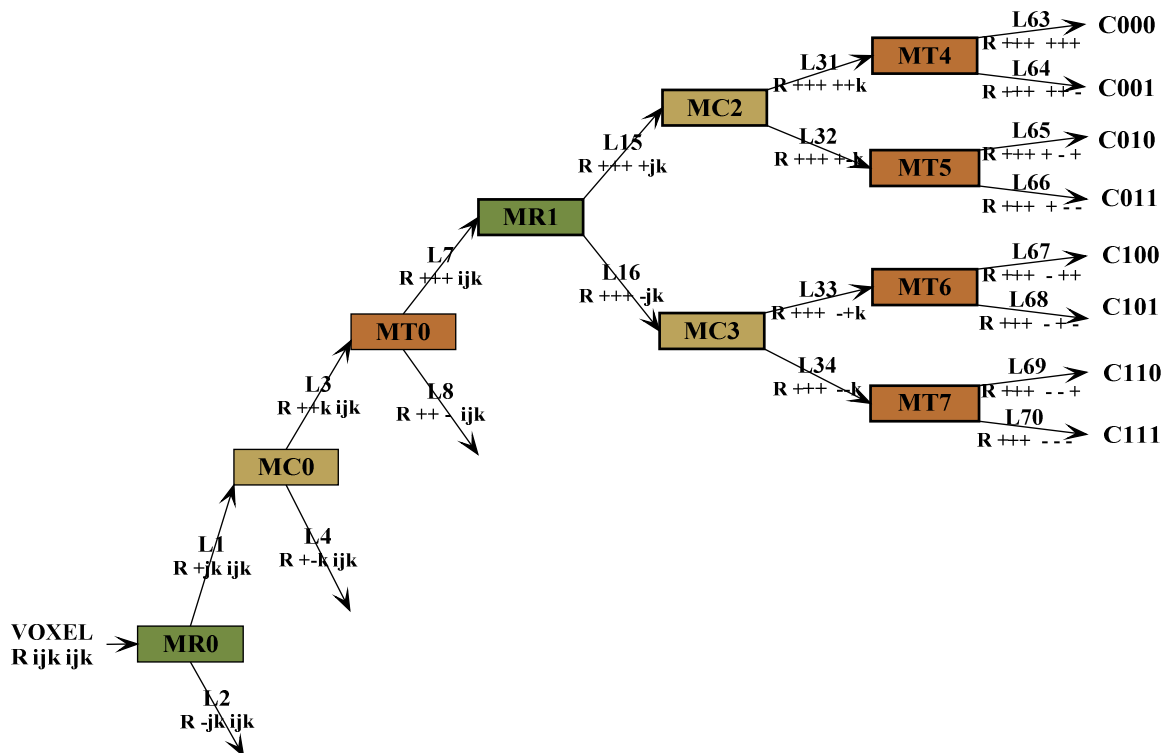 L63
R +++ +++
C000
MT4
L64
R +++ ++ -
C001
L31
R +++ ++k
MC2
L32
R +++ +-k
L65
R +++ + - +
C010
MT5
L66
R +++ + - -
C011
L15
R +++ +jk
MR1
L16
R +++ -jk
L7
R +++ ijk
L67
R +++ - ++
C100
MT6
L68
R +++ - + -
C101
L33
R +++ -+k
MC3
L34
R +++ --k
L69
R +++ - - +
C110
MT7
L70
R +++ - - -
C111
MT0
L3
R ++k ijk
L8
R ++ - ijk
MC0
L1
R +jk ijk
L4
R +-k ijk
VOXEL
R ijk ijk
MR0
L2
R -jk ijk